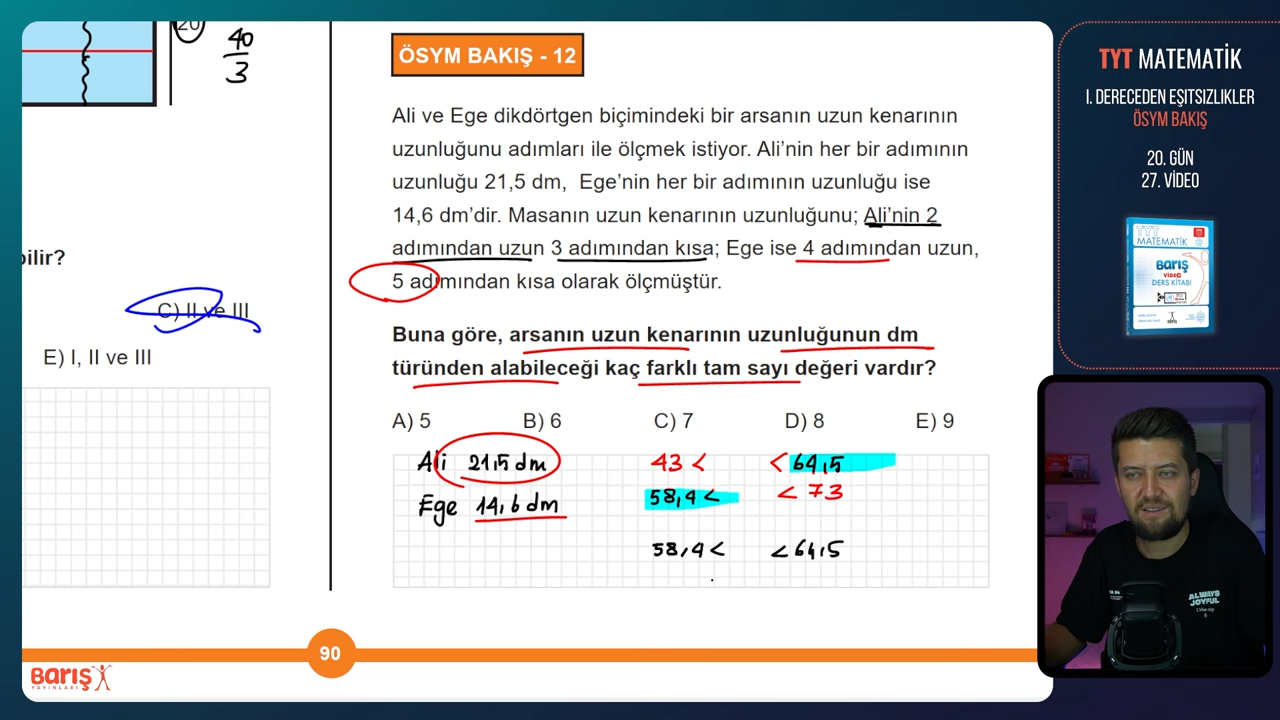 20
40
3
bilir?
C) II ve III
E) I, II ve III
ÖSYM BAKIŞ - 12
Ali ve Ege dikdörtgen biçimindeki bir arsanın uzun kenarının
uzunluğunu adımları ile ölçmek istiyor. Ali’nin her bir adımının
uzunluğu 21,5 dm, Ege’nin her bir adımının uzunluğu ise
14,6 dm’dir. Masanın uzun kenarının uzunluğunu; Ali’nin 2
adımıdan uzun 3 adımından kısa; Ege ise 4 adımından uzun,
5 adımından kısa olarak ölçmüştür.
Buna göre, arsanın uzun kenarının uzunluğunun dm
türünden alabileceği kaç farklı tam sayı değeri vardır?
A) 5 B) 6 C) 7 D) 8 E) 9
Ali 21,5 dm 43 < < 64,5
Ege 14,6 dm 58,4 < < 73
58,4 < < 64,5
90
BARIŞ
YAYINLARI
TYT MATEMATİK
I. DERECEDEN EŞİTSİZLİKLER
ÖSYM BAKIŞ
20. GÜN
27. VİDEO
TYT
MATEMATİK
BARIŞ
VİDEO
DERS KİTABI
ALWAYS
JOYFUL